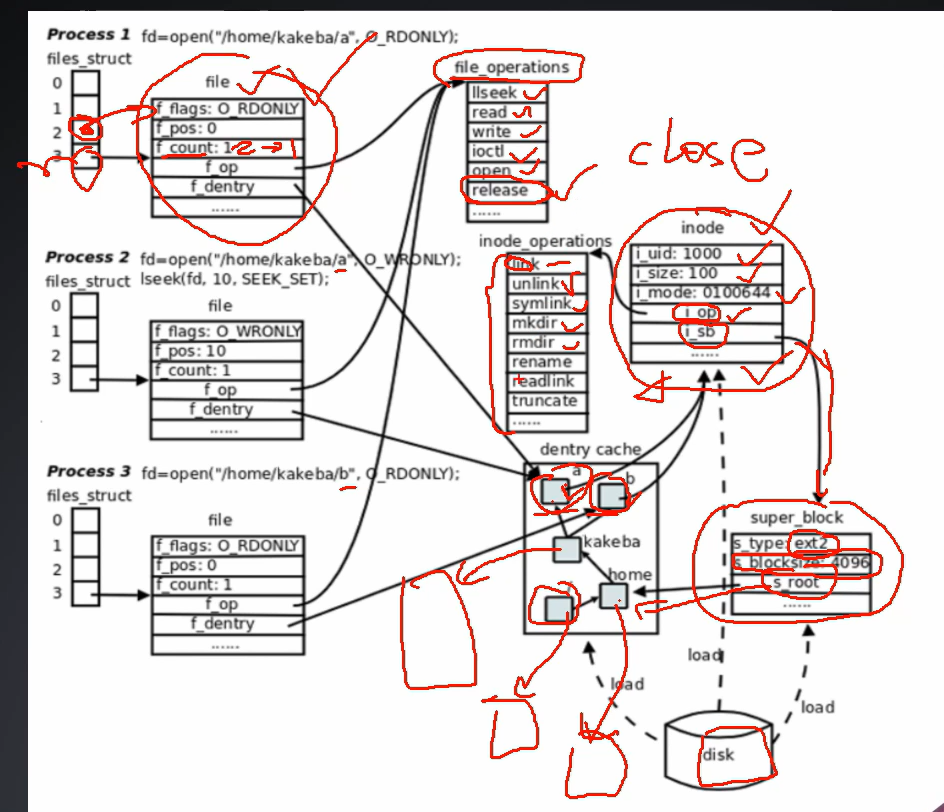 Process 1 fd=open("/home/kakeba/a", O_RDONLY);
files_struct
0
1
2
3
file
f_flags: O_RDONLY
f_pos: 0
f_count: 1 2 → 1
f_op
f_dentry
......
file_operations
llseek
read
write
ioctl
open
release
......
close
Process 2 fd=open("/home/kakeba/a", O_WRONLY);
lseek(fd, 10, SEEK_SET);
files_struct
0
1
2
3
file
f_flags: O_WRONLY
f_pos: 10
f_count: 1
f_op
f_dentry
......
inode_operations
link
unlink
symlink
mkdir
rmdir
rename
readlink
truncate
......
inode
i_uid: 1000
i_size: 100
i_mode: 0100644
i_op
i_sb
......
Process 3 fd=open("/home/kakeba/b", O_RDONLY);
files_struct
0
1
2
3
file
f_flags: O_RDONLY
f_pos: 0
f_count: 1
f_op
f_dentry
......
dentry cache
a
b
kakeba
home
super_block
s_type: ext2
s_blocksize: 4096
s_root
......
load
load
load
disk